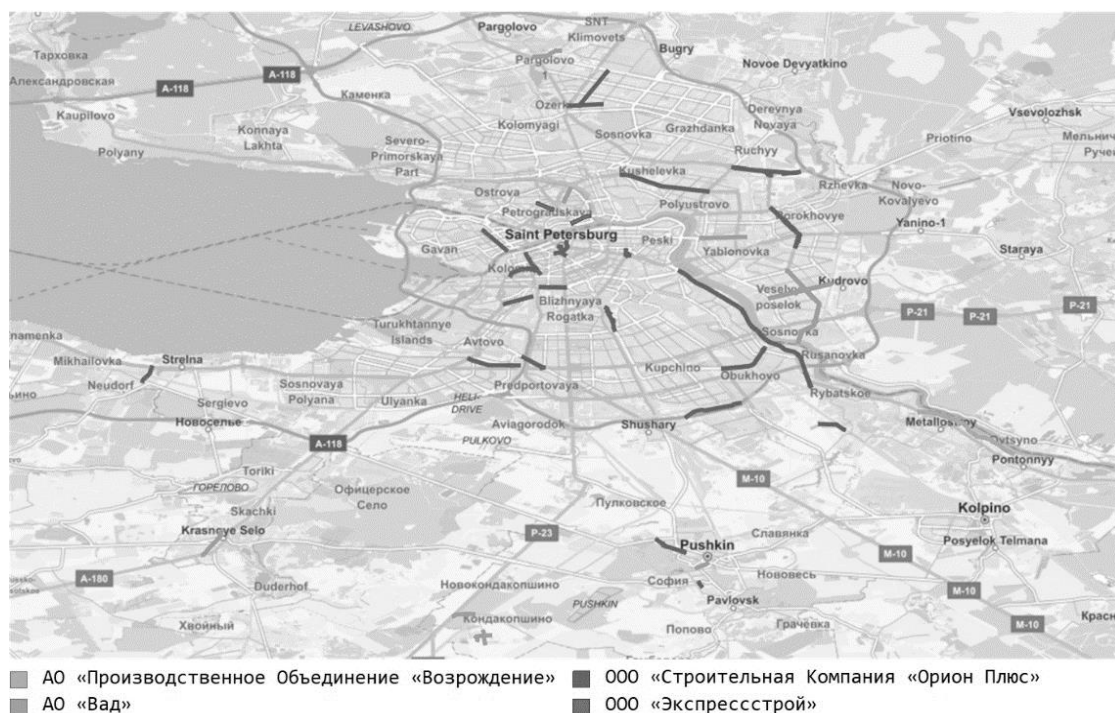 LEVASHOVO
Pargolovo
SNT
Klimovets
Bugry
Тарховка
Pargolovo
1
Novoe Devyatkino
A-118
Александровская
A-118
Каменка
Kaupilovo
Konnaya
Lakhta
Kolomyagi
Sosnovka
Grazhdanka
Derevnya
Novaya
Vsevolozhsk
Priotino
Polyany
Severo-
Primorskaya
Part
Ruchyy
Kushelevka
Ostrova
Polyustrovo
Rzhevka
Novo-
Kovalyevo
Petrogradskaya
Yanino-1
Saint Petersburg
Peski
Gavan
Yablonovka
Staraya
Kudrovo
poselok
Blizhnyaya
Rogatka
P-21
P-21
P-21
Turukhtannye
Islands
Avtovo
Rusanovka
Mikhailovka
Strelna
Neudorf
Kupchino
Obukhovo
Sosnovaya
Polyana
Ulyanka
Predportovaya
HELI-
DRIVE
Rybatskoe
Sergievo
Новоселье
Aviagorodok
Shushary
A-118
PULKOVO
Pontonnyy
Toriki
M-10
ГОРЕЛОВО
Офицерское
Село
Пулковское
Skachki
Kolpino
Krasnoye Selo
P-23
Славянка
Pushkin
Posyelok Telmana
M-10
A-180
София
Нововесь
Duderhof
Новокондакопшино
M-10
PUSHKIN
Pavlovsk
Хвойный
Кондакопшино
Попово
Грачёвка
M-10
АО «Производственное Объединение «Возрождение»
ООО «Строительная Компания «Орион Плюс»
АО «Вад»
ООО «Экспрессстрой»